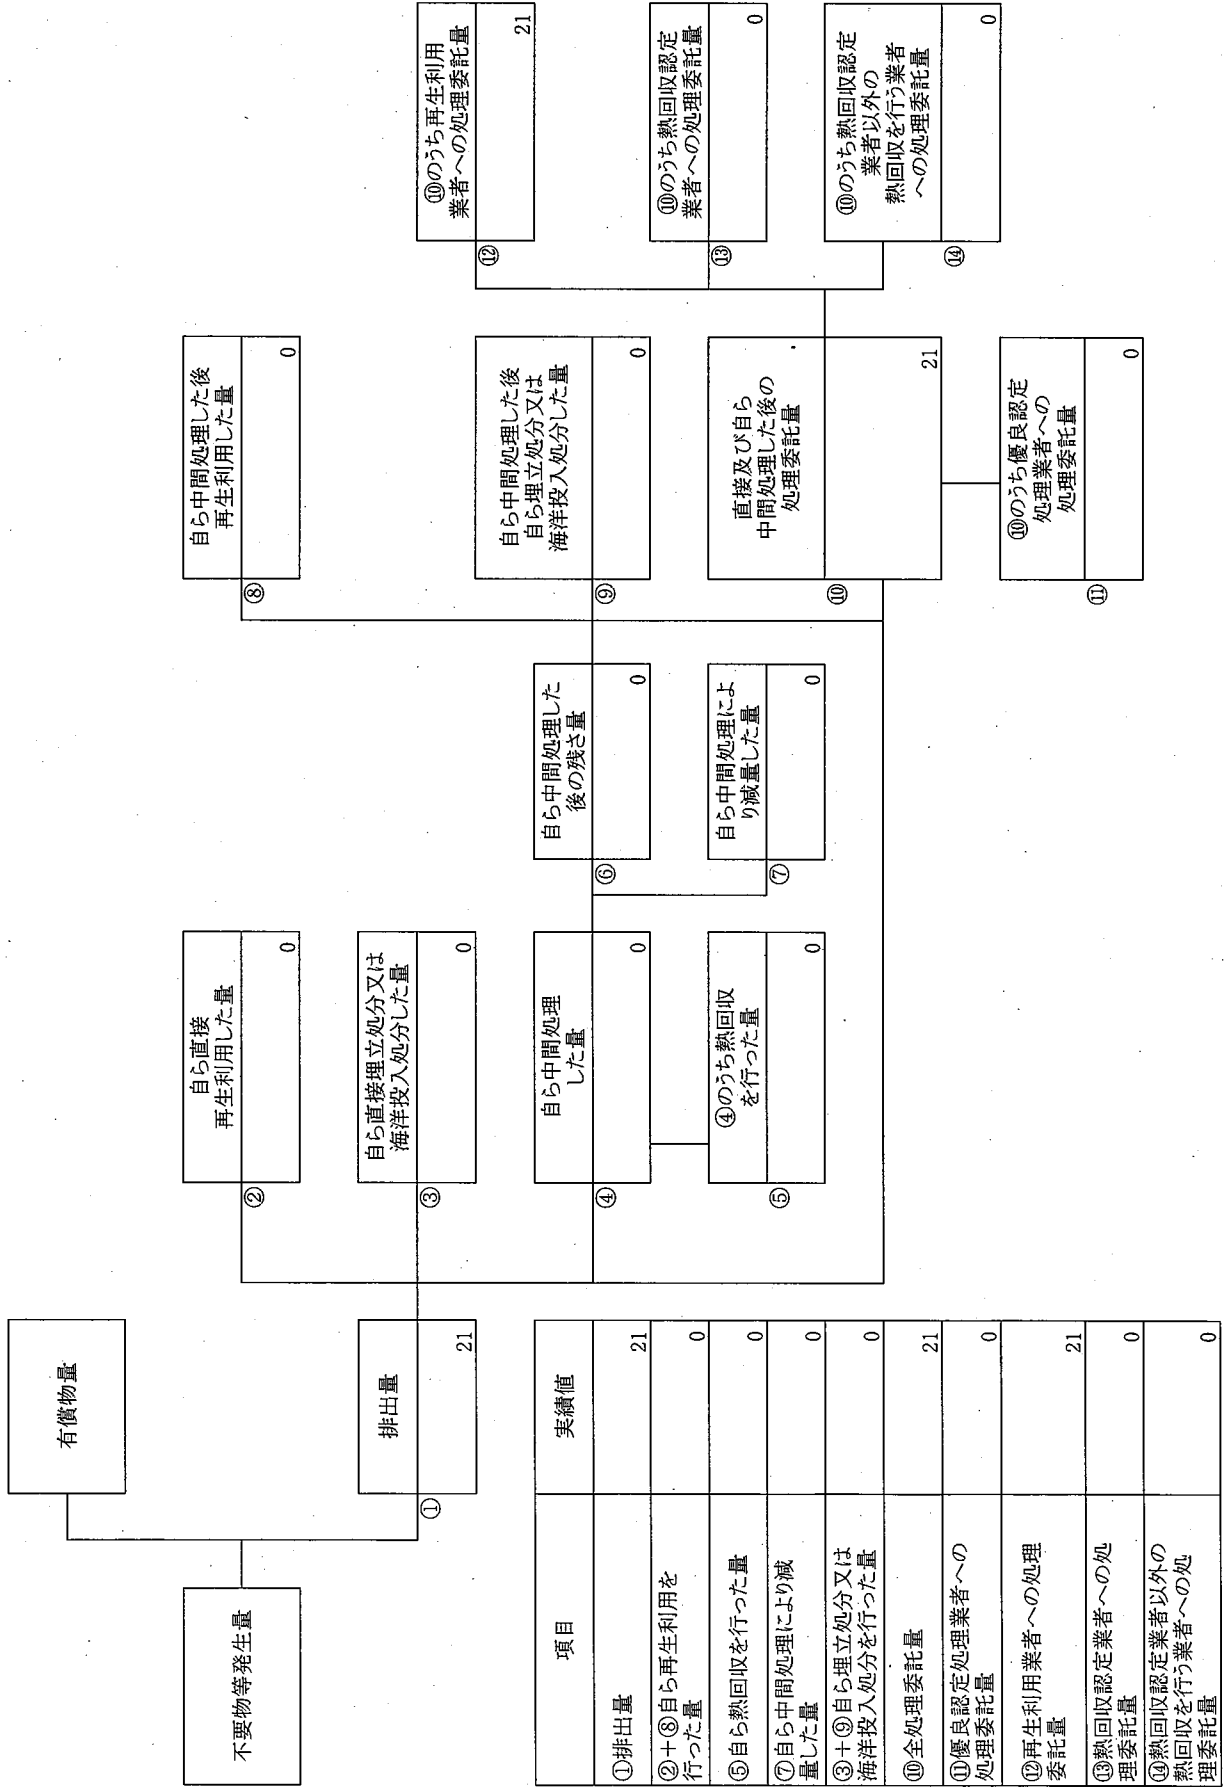 有償物量
不要物等発生量
排出量
①
21
自ら直接
再生利用した量
②
0
自ら直接埋立処分又は
海洋投入処分した量
③
0
自ら中間処理
した量
④
0
④のうち熱回収
を行った量
⑤
0
自ら中間処理した
後の残さ量
⑥
0
自ら中間処理によ
り減量した量
⑦
0
自ら中間処理した後
再生利用した量
⑧
0
自ら中間処理した後
自ら埋立処分又は
海洋投入処分した量
⑨
0
直接及び自ら
中間処理した後の
処理委託量
⑩
21
⑩のうち優良認定
処理業者への
処理委託量
⑪
0
⑩のうち再生利用
業者への処理委託量
⑫
21
⑩のうち熱回収認定
業者への処理委託量
⑬
0
⑩のうち熱回収認定
業者以外の
熱回収を行う業者
への処理委託量
⑭
0
項目 実績値
①排出量 21
②+⑧自ら再生利用を
行った量 0
⑤自ら熱回収を行った量 0
⑦自ら中間処理により減
量した量 0
③+⑨自ら埋立処分又は
海洋投入処分を行った量 0
⑩全処理委託量 21
⑪優良認定処理業者への
処理委託量 0
⑫再生利用業者への処理
委託量 21
⑬熱回収認定業者への処
理委託量 0
⑭熱回収認定業者以外の
熱回収を行う業者への処
理委託量 0